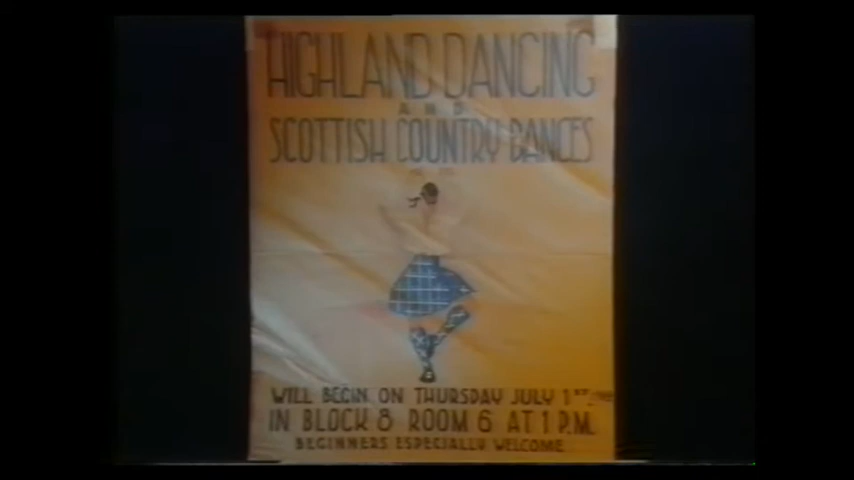 HIGHLAND DANCING
AND
SCOTTISH COUNTRY DANCES
WILL BEGIN ON THURSDAY JULY 1ST
IN BLOCK 8 ROOM 6 AT 1 P.M.
BEGINNERS ESPECIALLY WELCOME